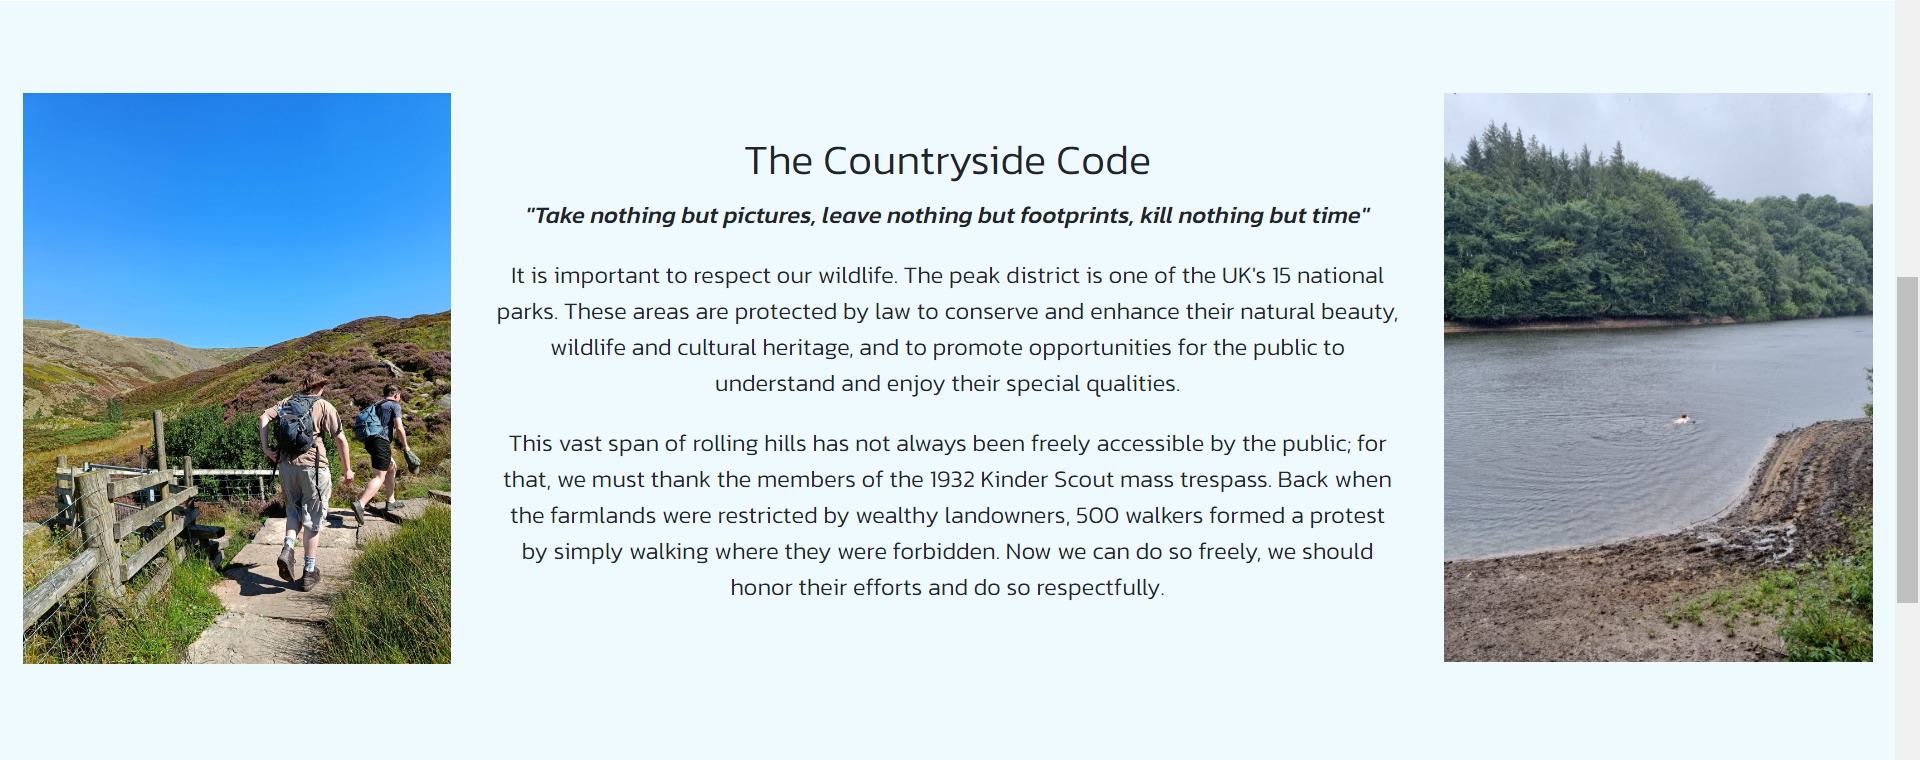 The Countryside Code
"Take nothing but pictures, leave nothing but footprints, kill nothing but time"
It is important to respect our wildlife. The peak district is one of the UK's 15 national
parks. These areas are protected by law to conserve and enhance their natural beauty,
wildlife and cultural heritage, and to promote opportunities for the public to
understand and enjoy their special qualities.
This vast span of rolling hills has not always been freely accessible by the public; for
that, we must thank the members of the 1932 Kinder Scout mass trespass. Back when
the farmlands were restricted by wealthy landowners, 500 walkers formed a protest
by simply walking where they were forbidden. Now we can do so freely, we should
honor their efforts and do so respectfully.